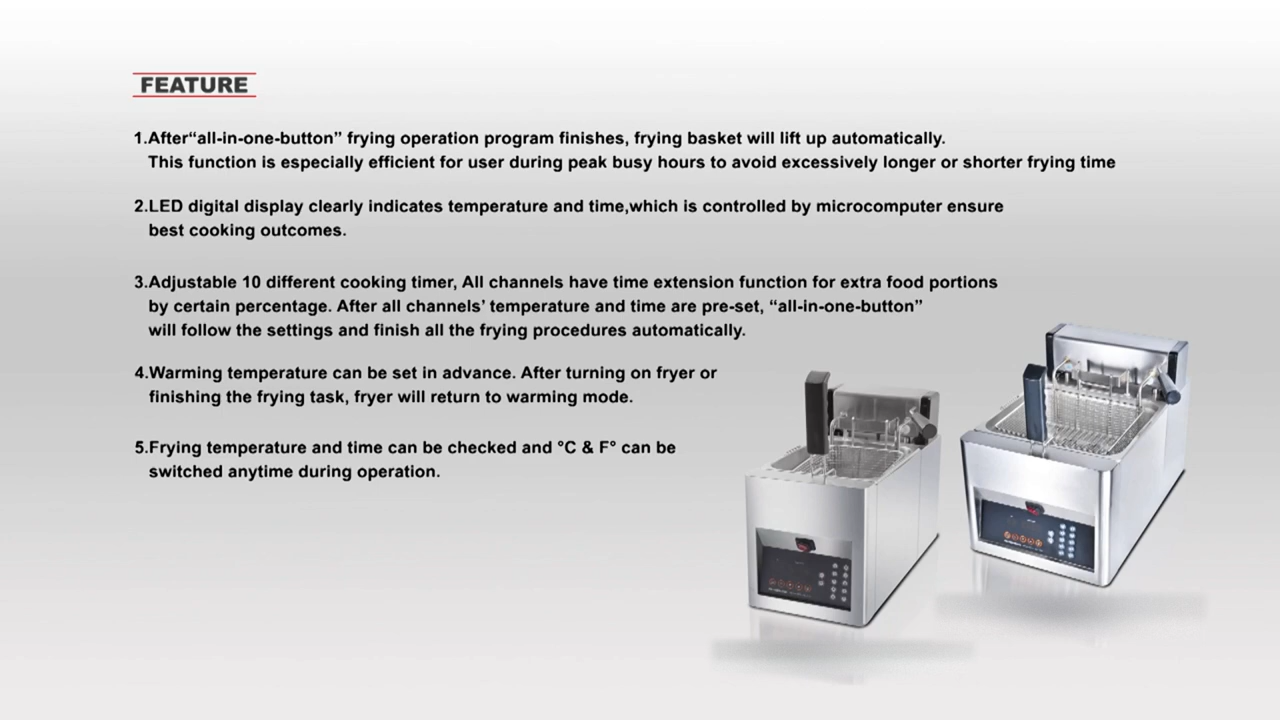 FEATURE
1.After“all-in-one-button” frying operation program finishes, frying basket will lift up automatically.
This function is especially efficient for user during peak busy hours to avoid excessively longer or shorter frying time
2.LED digital display clearly indicates temperature and time,which is controlled by microcomputer ensure
best cooking outcomes.
3.Adjustable 10 different cooking timer, All channels have time extension function for extra food portions
by certain percentage. After all channels’ temperature and time are pre-set, “all-in-one-button”
will follow the settings and finish all the frying procedures automatically.
4.Warming temperature can be set in advance. After turning on fryer or
finishing the frying task, fryer will return to warming mode.
5.Frying temperature and time can be checked and °C & F° can be
switched anytime during operation.